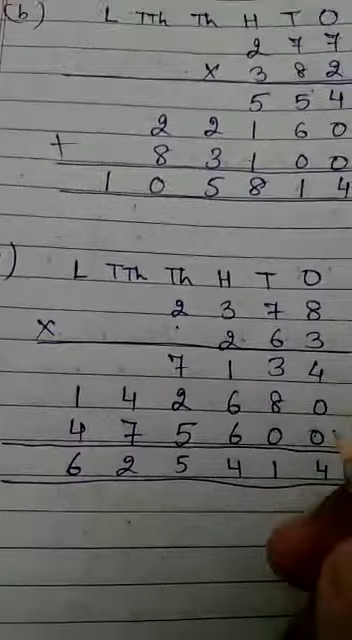 (b) L TTh Th H T O
2 7 7
× 3 8 2
5 5 4
2 2 1 6 0
+ 8 3 1 0 0
1 0 5 8 1 4
) L TTh Th H T O
2 3 7 8
× 2 6 3
7 1 3 4
1 4 2 6 8 0
4 7 5 6 0 0
6 2 5 4 1 4